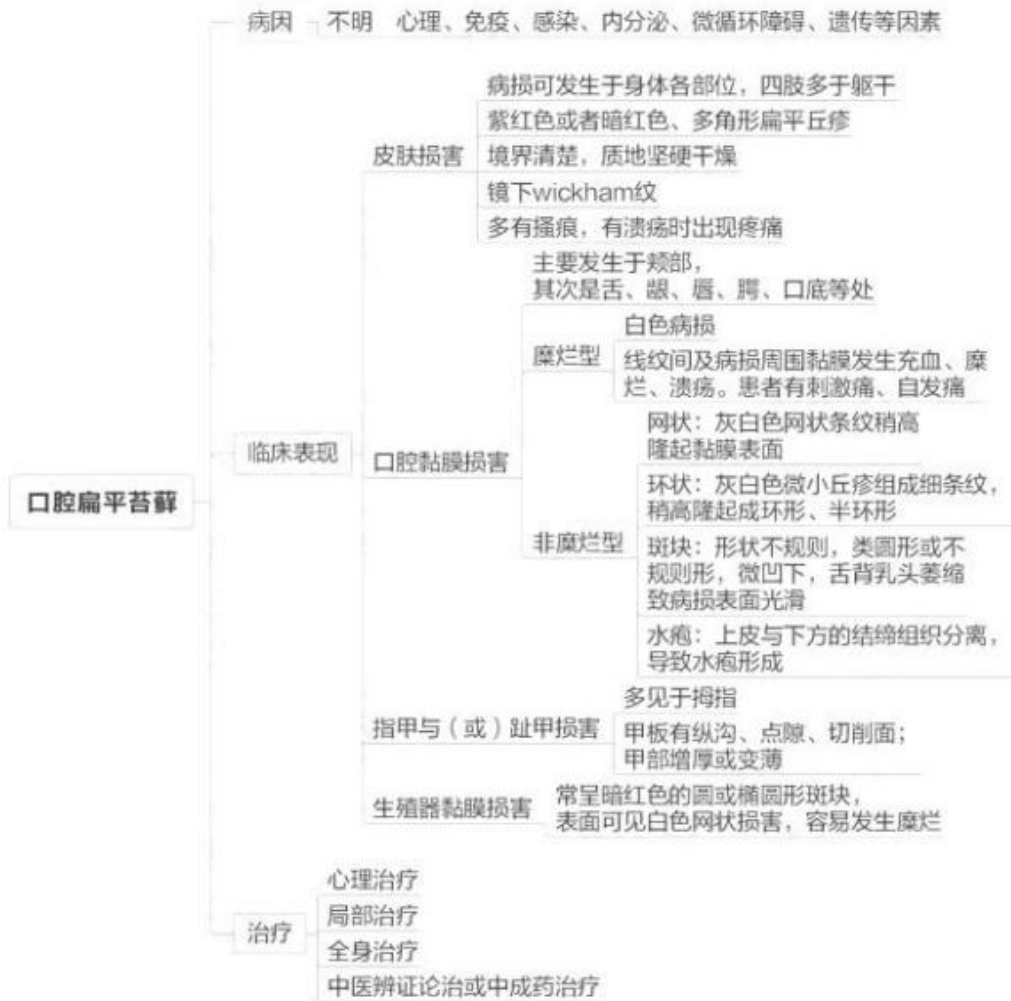 口腔扁平苔藓
病因
不明 心理、免疫、感染、内分泌、微循环障碍、遗传等因素
临床表现
皮肤损害
病损可发生于身体各部位，四肢多于躯干
紫红色或者暗红色、多角形扁平丘疹
境界清楚，质地坚硬干燥
镜下wickham纹
多有搔痕，有溃疡时出现疼痛
口腔黏膜损害
主要发生于颊部，
其次是舌、龈、唇、腭、口底等处
糜烂型
白色病损
线纹间及病损周围黏膜发生充血、糜
烂、溃疡。患者有刺激痛、自发痛
非糜烂型
网状：灰白色网状条纹稍高
隆起黏膜表面
环状：灰白色微小丘疹组成细条纹，
稍高隆起成环形、半环形
斑块：形状不规则，类圆形或不
规则形，微凹下，舌背乳头萎缩
致病损表面光滑
水疱：上皮与下方的结缔组织分离，
导致水疱形成
指甲与（或）趾甲损害
多见于拇指
甲板有纵沟、点隙、切削面；
甲部增厚或变薄
生殖器黏膜损害
常呈暗红色的圆或椭圆形斑块，
表面可见白色网状损害，容易发生糜烂
治疗
心理治疗
局部治疗
全身治疗
中医辨证论治或中成药治疗